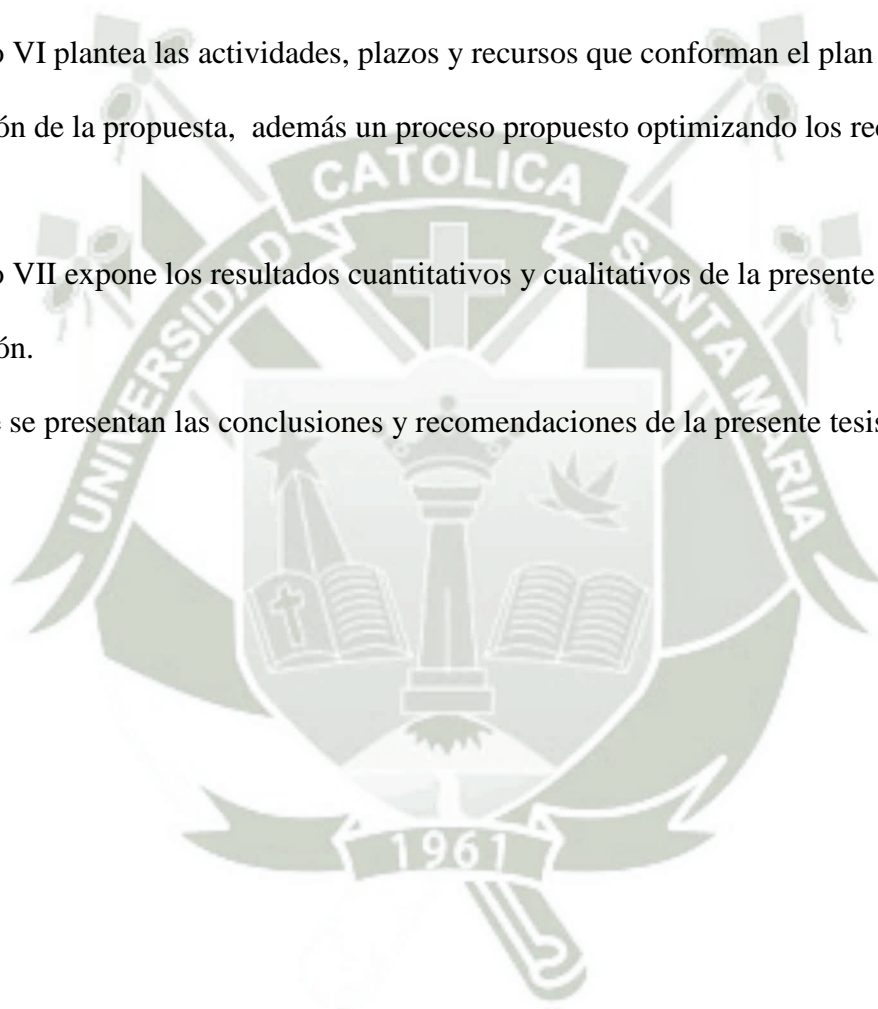 o VI plantea las actividades, plazos y recursos que conforman el plan
ón de la propuesta, además un proceso propuesto optimizando los re
CATOLICA
UNIVERSIDAD
SANTA MARIA
o VII expone los resultados cuantitativos y cualitativos de la presente
ón.
e se presentan las conclusiones y recomendaciones de la presente tesis
1961